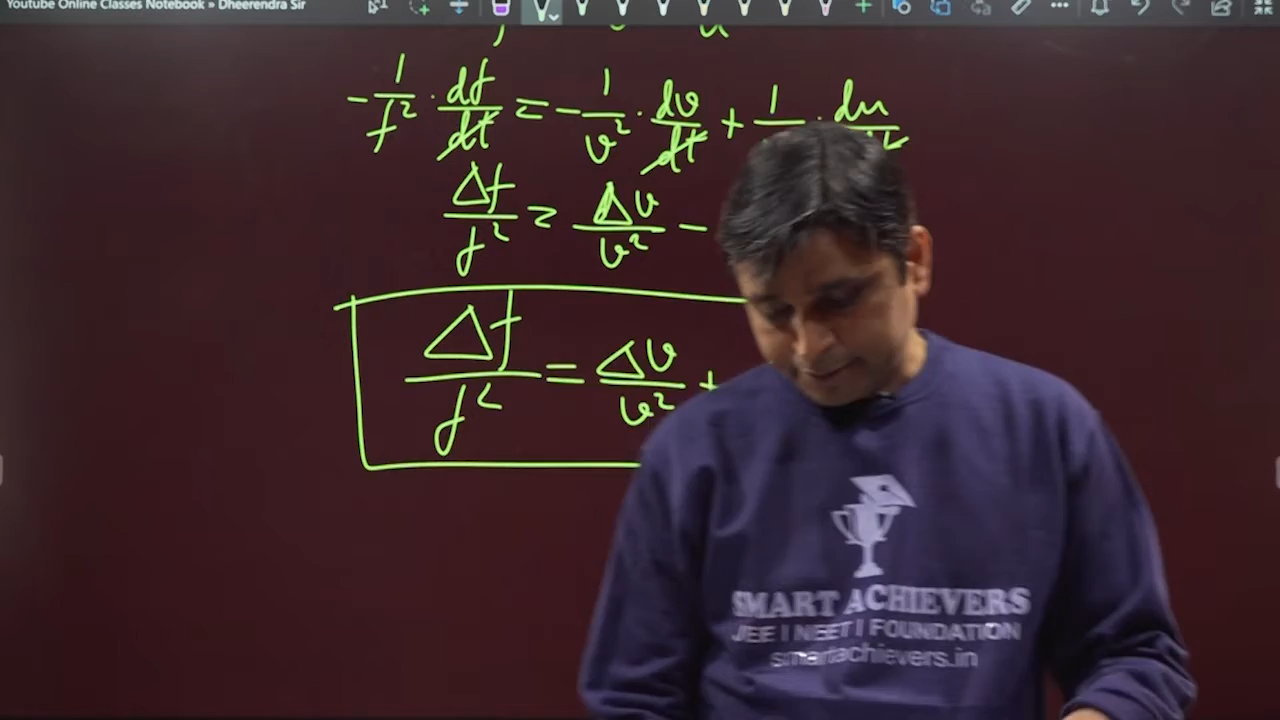 Youtube Online Classes Notebook » Dheerendra Sir
-1/f² · df/dt = -1/v² · dv/dt + 1 · du
Δf/f² = Δv/v² -
Δf/f² = Δv/v² +
SMART ACHIEVERS
JEE | NEET | FOUNDATION
smartachievers.in